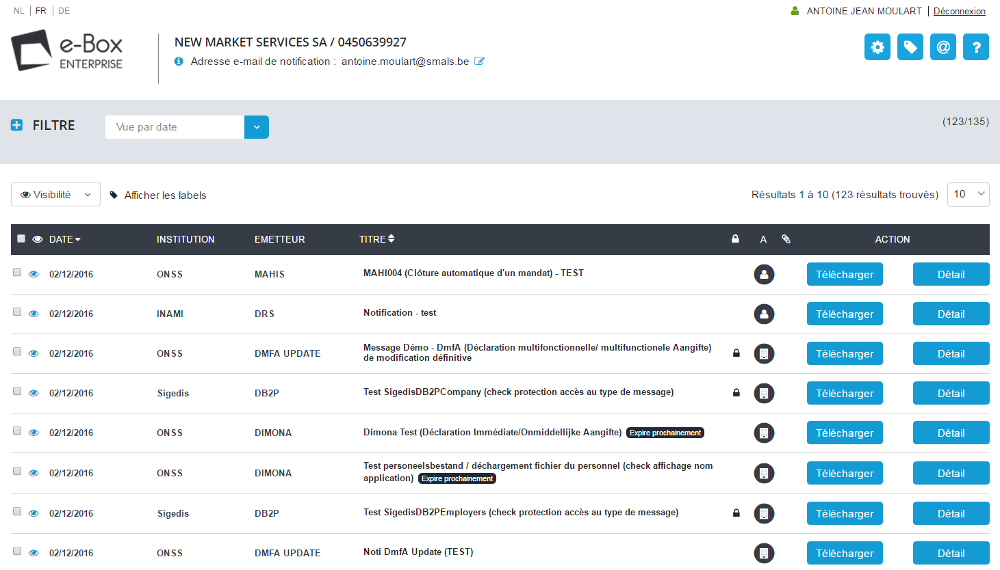 NL FR DE
ANTOINE JEAN MOULART Déconnexion
e-Box
ENTERPRISE
NEW MARKET SERVICES SA / 0450639927
Adresse e-mail de notification : antoine.moulart@smals.be
@ ?
FILTRE Vue par date (123/135)
Visibilité Afficher les labels Résultats 1 à 10 (123 résultats trouvés) 10
DATE INSTITUTION EMETTEUR TITRE A ACTION
02/12/2016 ONSS MAHIS MAHI004 (Clôture automatique d'un mandat) - TEST Télécharger Détail
02/12/2016 INAMI DRS Notification - test Télécharger Détail
02/12/2016 ONSS DMFA UPDATE Message Démo - DmfA (Déclaration multifonctionnelle/ multifunctionele Aangifte) Télécharger Détail
de modification définitive
02/12/2016 Sigedis DB2P Test SigedisDB2PCompany (check protection accès au type de message) Télécharger Détail
02/12/2016 ONSS DIMONA Dimona Test (Déclaration Immédiate/Onmiddellijke Aangifte) Expire prochainement Télécharger Détail
02/12/2016 ONSS DIMONA Test personeelsbestand / déchargement fichier du personnel (check affichage nom Télécharger Détail
application) Expire prochainement
02/12/2016 Sigedis DB2P Test SigedisDB2PEmployers (check protection accès au type de message) Télécharger Détail
02/12/2016 ONSS DMFA UPDATE Noti DmfA Update (TEST) Télécharger Détail